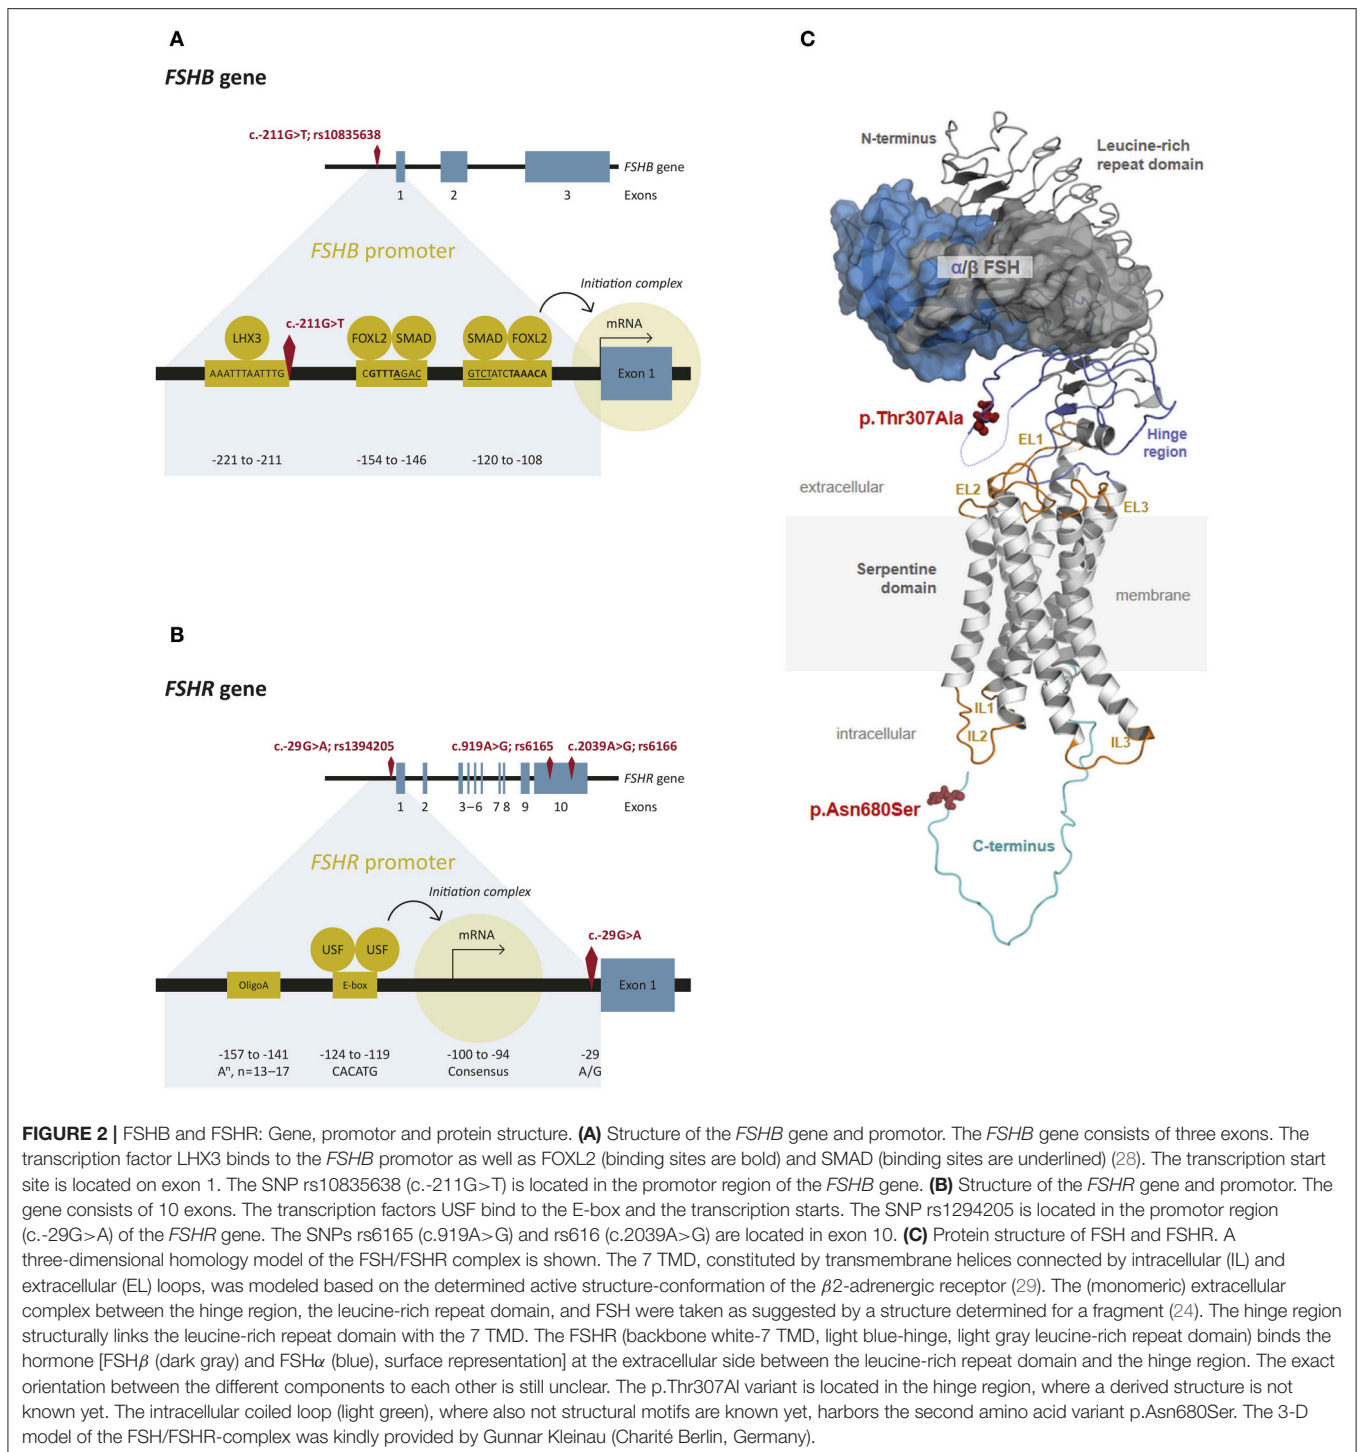 A
FSHB gene
c.-211G>T; rs10835638
FSHB gene
1 2 3 Exons
FSHB promoter
Initiation complex
c.-211G>T
mRNA
LHX3 FOXL2 SMAD SMAD FOXL2
AAATTTAATTTG CGTTTAGAC GTCTATCTAAACA Exon 1
-221 to -211 -154 to -146 -120 to -108
B
FSHR gene
c.-29G>A; rs1394205 c.919A>G; rs6165 c.2039A>G; rs6166
FSHR gene
1 2 3–6 7 8 9 10 Exons
FSHR promoter
Initiation complex
mRNA
c.-29G>A
USF USF
OligoA E-box Exon 1
-157 to -141 -124 to -119 -100 to -94 -29
Aⁿ, n=13–17 CACATG Consensus A/G
C
N-terminus
Leucine-rich
repeat domain
α/β FSH
p.Thr307Ala
EL1
Hinge
region
EL2
EL3
extracellular
Serpentine
domain
membrane
IL1
IL2
IL3
intracellular
p.Asn680Ser
C-terminus
FIGURE 2 | FSHB and FSHR: Gene, promotor and protein structure. (A) Structure of the FSHB gene and promotor. The FSHB gene consists of three exons. The
transcription factor LHX3 binds to the FSHB promotor as well as FOXL2 (binding sites are bold) and SMAD (binding sites are underlined) (28). The transcription start
site is located on exon 1. The SNP rs10835638 (c.-211G>T) is located in the promotor region of the FSHB gene. (B) Structure of the FSHR gene and promotor. The
gene consists of 10 exons. The transcription factors USF bind to the E-box and the transcription starts. The SNP rs1294205 is located in the promotor region
(c.-29G>A) of the FSHR gene. The SNPs rs6165 (c.919A>G) and rs616 (c.2039A>G) are located in exon 10. (C) Protein structure of FSH and FSHR. A
three-dimensional homology model of the FSH/FSHR complex is shown. The 7 TMD, constituted by transmembrane helices connected by intracellular (IL) and
extracellular (EL) loops, was modeled based on the determined active structure-conformation of the β2-adrenergic receptor (29). The (monomeric) extracellular
complex between the hinge region, the leucine-rich repeat domain, and FSH were taken as suggested by a structure determined for a fragment (24). The hinge region
structurally links the leucine-rich repeat domain with the 7 TMD. The FSHR (backbone white-7 TMD, light blue-hinge, light gray leucine-rich repeat domain) binds the
hormone [FSHβ (dark gray) and FSHα (blue), surface representation] at the extracellular side between the leucine-rich repeat domain and the hinge region. The exact
orientation between the different components to each other is still unclear. The p.Thr307Al variant is located in the hinge region, where a derived structure is not
known yet. The intracellular coiled loop (light green), where also not structural motifs are known yet, harbors the second amino acid variant p.Asn680Ser. The 3-D
model of the FSH/FSHR-complex was kindly provided by Gunnar Kleinau (Charité Berlin, Germany).